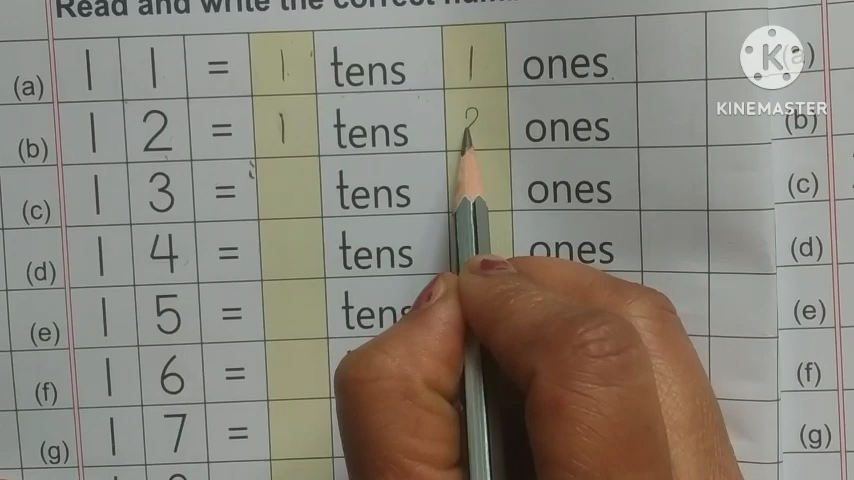 Read and write the correct
(a) 1 1 = 1 tens 1 ones (a)
KINEMASTER
(b) 1 2 = 1 tens 2 ones (b)
(c) 1 3 = tens ones (c)
(d) 1 4 = tens ones (d)
(e) 1 5 = tens (e)
(f) 1 6 = (f)
(g) 1 7 = (g)